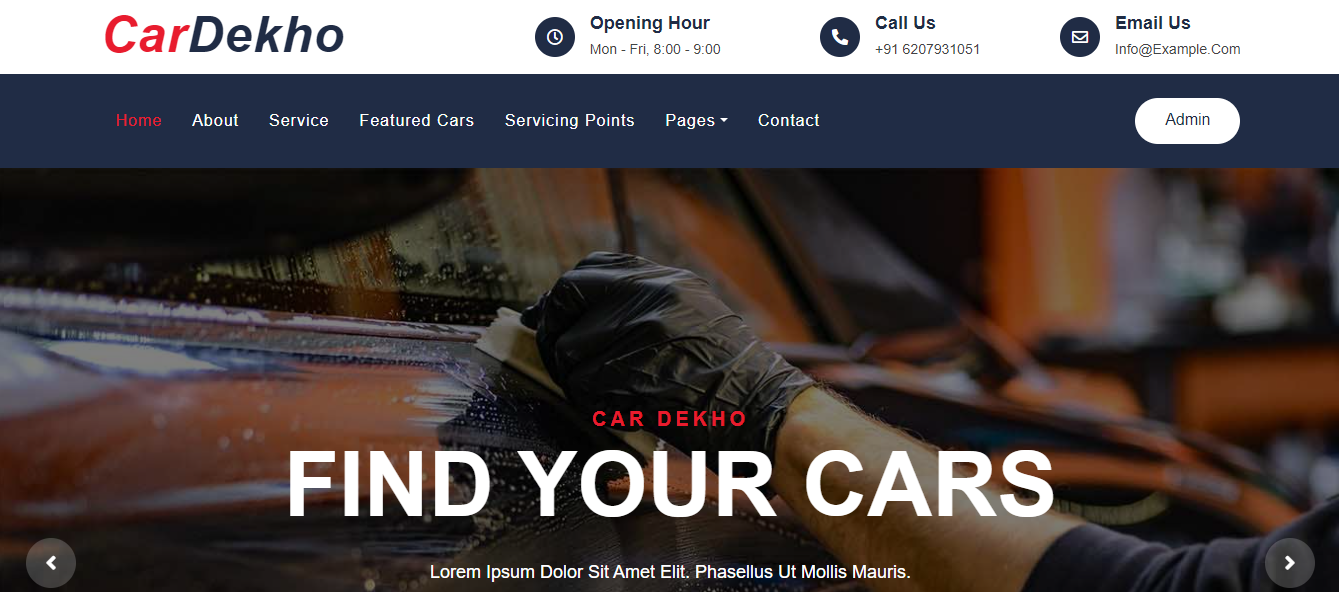 CarDekho
Opening Hour
Mon - Fri, 8:00 - 9:00
Call Us
+91 6207931051
Email Us
Info@Example.Com
Home About Service Featured Cars Servicing Points Pages Contact Admin
CAR DEKHO
FIND YOUR CARS
Lorem Ipsum Dolor Sit Amet Elit. Phasellus Ut Mollis Mauris.